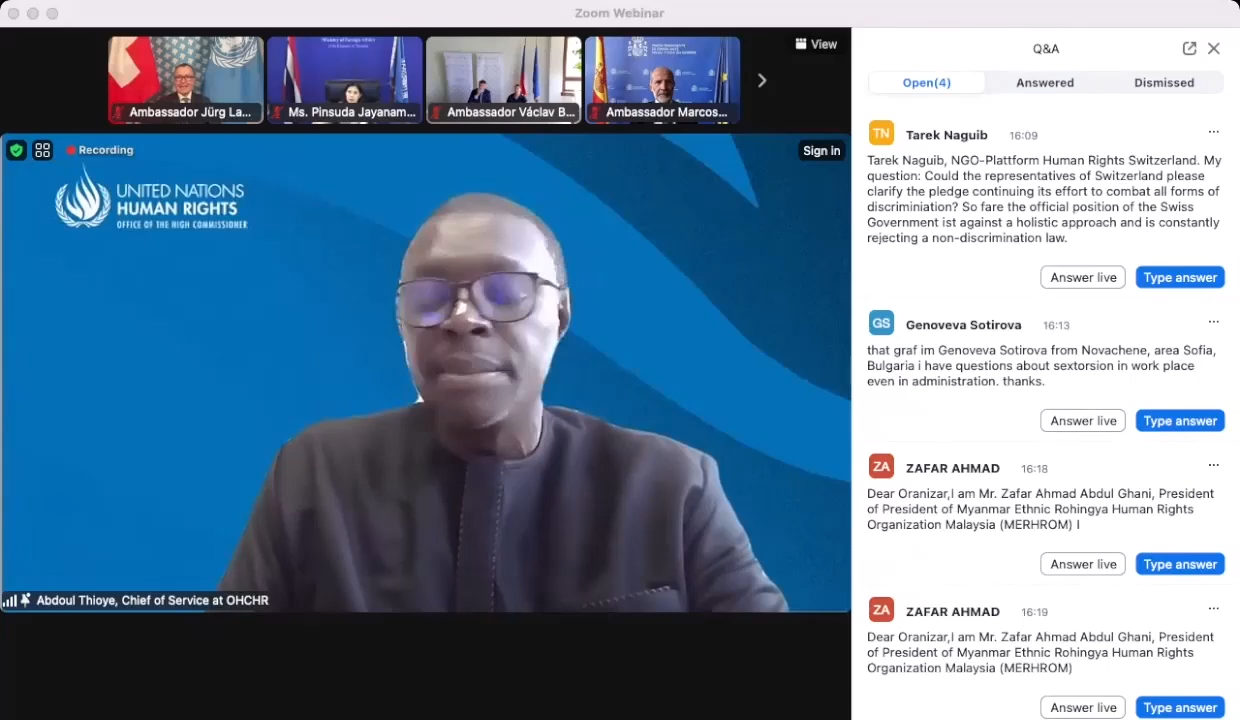 Zoom Webinar
View
Ambassador Jürg La...
Ms. Pinsuda Jayanam...
Ambassador Václav B...
Ambassador Marcos...
Recording
Sign in
UNITED NATIONS
HUMAN RIGHTS
OFFICE OF THE HIGH COMMISSIONER
Abdoul Thioye, Chief of Service at OHCHR
Q&A
Open(4)
Answered
Dismissed
TN
Tarek Naguib 16:09
...
Tarek Naguib, NGO-Plattform Human Rights Switzerland. My
question: Could the representatives of Switzerland please
clarify the pledge continuing its effort to combat all forms of
discriminiation? So fare the official position of the Swiss
Government ist against a holistic approach and is constantly
rejecting a non-discrimination law.
Answer live
Type answer
GS
Genoveva Sotirova 16:13
...
that graf im Genoveva Sotirova from Novachene, area Sofia,
Bulgaria i have questions about sextorsion in work place
even in administration. thanks.
Answer live
Type answer
ZA
ZAFAR AHMAD 16:18
...
Dear Oranizar,I am Mr. Zafar Ahmad Abdul Ghani, President
of President of Myanmar Ethnic Rohingya Human Rights
Organization Malaysia (MERHROM) I
Answer live
Type answer
ZA
ZAFAR AHMAD 16:19
...
Dear Oranizar,I am Mr. Zafar Ahmad Abdul Ghani, President
of President of Myanmar Ethnic Rohingya Human Rights
Organization Malaysia (MERHROM)
Answer live
Type answer